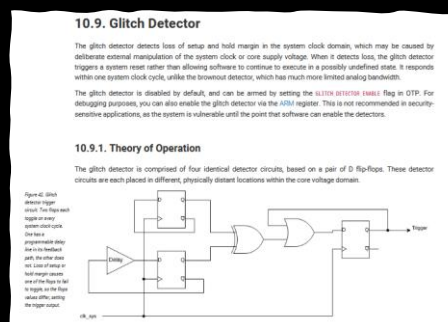 10.9. Glitch Detector
The glitch detector detects loss of setup and hold margin in the system clock domain, which may be caused by
deliberate external manipulation of the system clock or core supply voltage. When it detects loss, the glitch detector
triggers a system reset rather than allowing software to continue to execute in a possibly undefined state. It responds
within one system clock cycle, unlike the brownout detector, which has much more limited analog bandwidth.
The glitch detector is disabled by default, and can be armed by setting the GLITCH_DETECTOR_ENABLE flag in OTP. For
debugging purposes, you can also enable the glitch detector via the ARM register. This is not recommended in security-
sensitive applications, as the system is vulnerable until the point that software can enable the detectors.
10.9.1. Theory of Operation
The glitch detector is comprised of four identical detector circuits, based on a pair of D flip-flops. These detector
circuits are each placed in different, physically distant locations within the core voltage domain.
Figure 42. Glitch
detector trigger
circuit. Two flops each
toggle on every
system clock cycle.
One has a
programmable delay
line in its feedback
path, the other does
not. Loss of setup or
hold margin causes
one of the flops to fail
to toggle, so the flops
values differ, setting
the trigger output.
D Q
Delay
D Q
D Q
Trigger
clk_sys